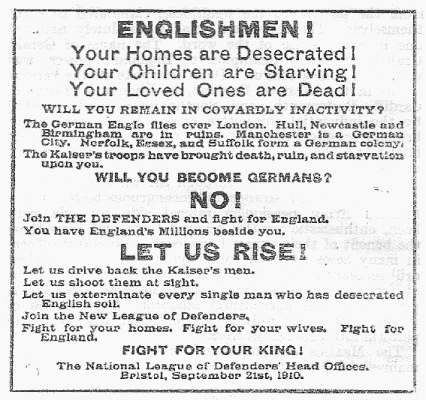 ENGLISHMEN!
Your Homes are Desecrated!
Your Children are Starving!
Your Loved Ones are Dead!
WILL YOU REMAIN IN COWARDLY INACTIVITY?
The German Eagle flies over London. Hull, Newcastle and
Birmingham are in ruins. Manchester is a German
City. Norfolk, Essex, and Suffolk form a German colony.
The Kaiser's troops have brought death, ruin, and starvation
upon you.
WILL YOU BECOME GERMANS?
NO!
Join THE DEFENDERS and fight for England.
You have England's Millions beside you.
LET US RISE!
Let us drive back the Kaiser's men.
Let us shoot them at sight.
Let us exterminate every single man who has desecrated
English soil.
Join the New League of Defenders.
Fight for your homes. Fight for your wives. Fight for
England.
FIGHT FOR YOUR KING!
The National League of Defenders' Head Offices.
Bristol, September 21st, 1910.